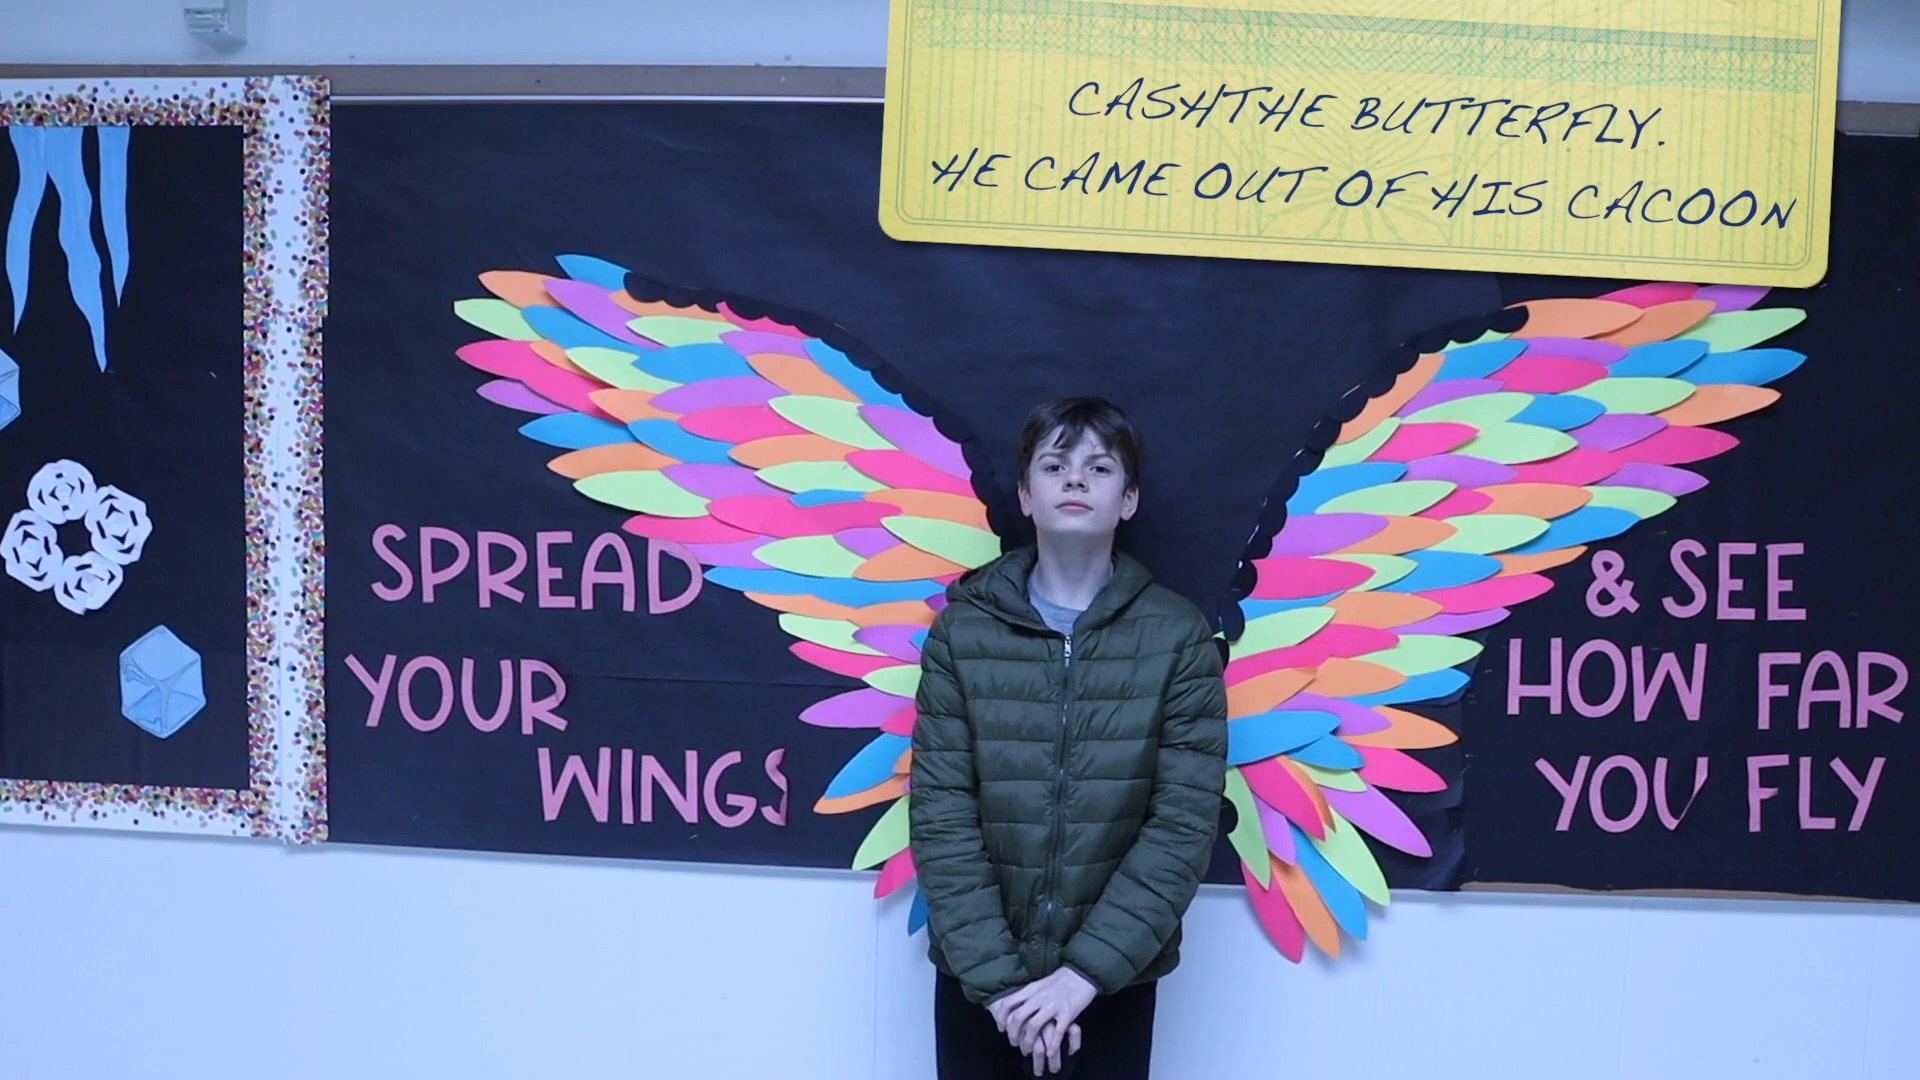 CASHTHE BUTTERFLY.
HE CAME OUT OF HIS CACOON
SPREAD
YOUR
WINGS
& SEE
HOW FAR
YOU FLY